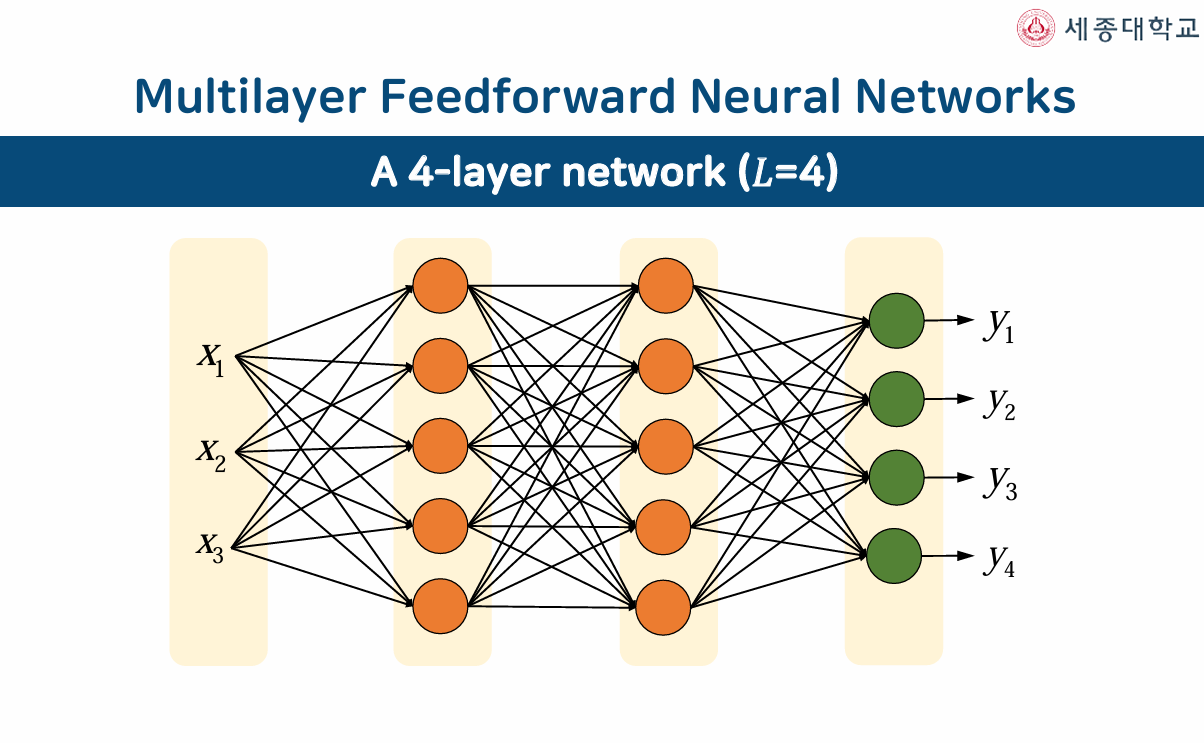 세종대학교
Multilayer Feedforward Neural Networks
A 4-layer network (L=4)
x₁
x₂
x₃
y₁
y₂
y₃
y₄